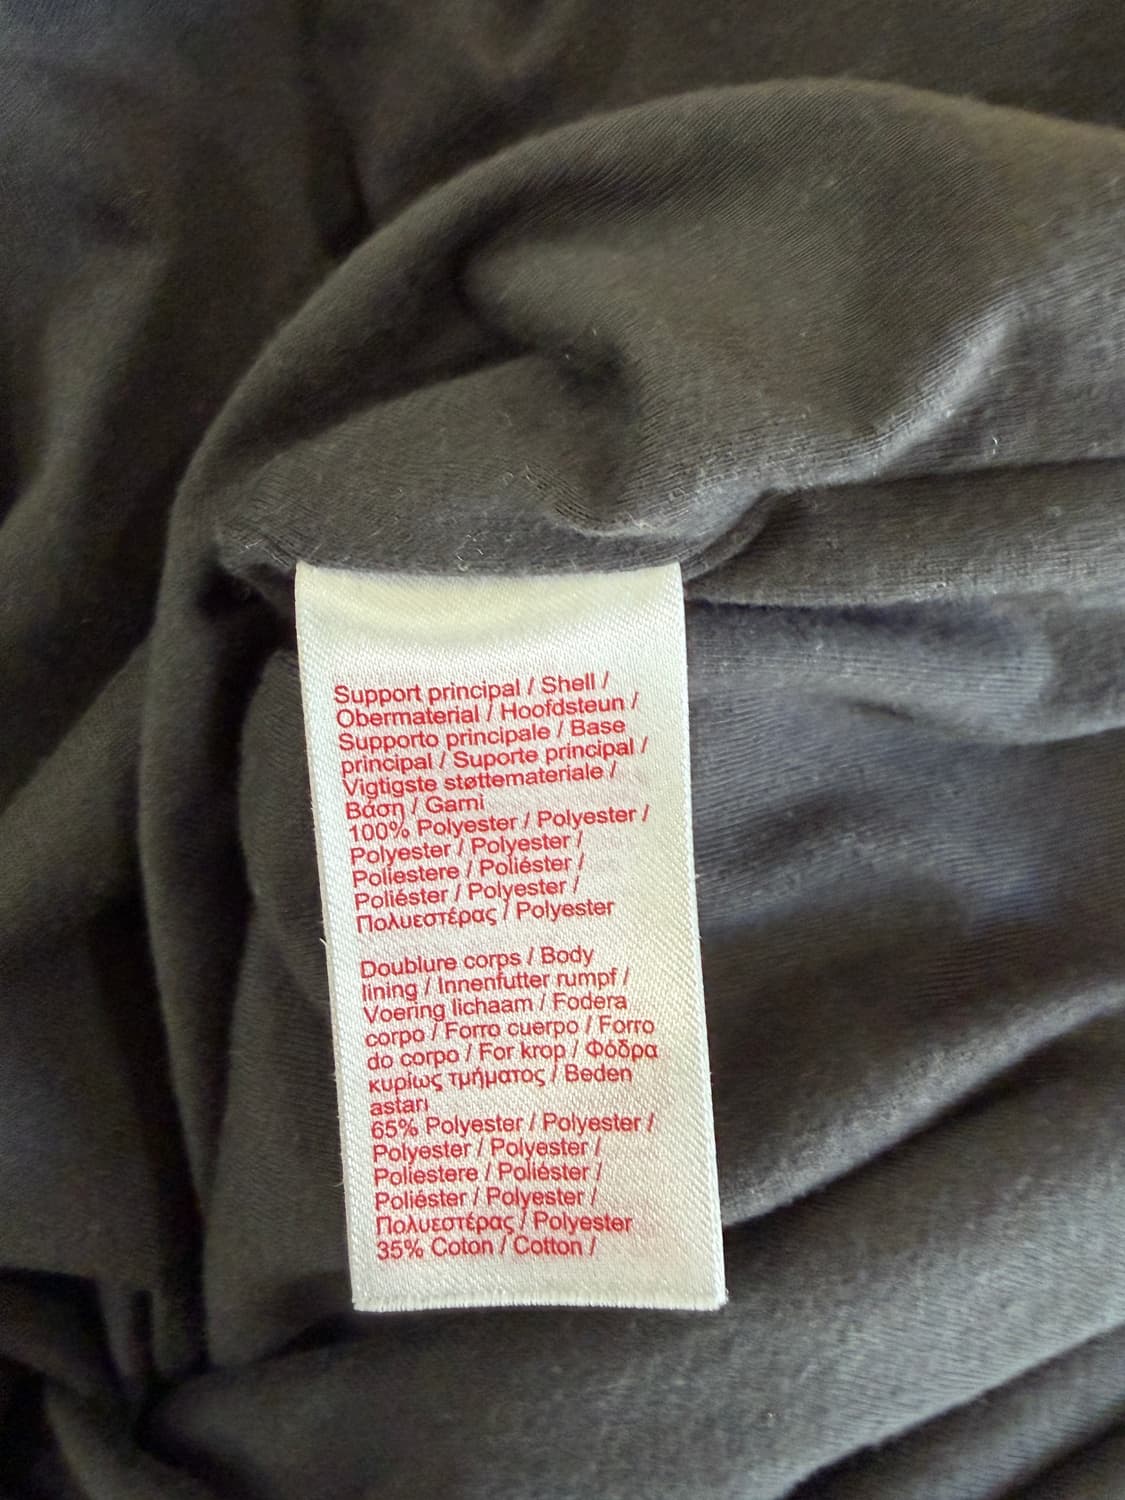 Support principal / Shell /
Obermaterial / Hoofdsteun /
Supporto principale / Base
principal / Suporte principal /
Vigtigste støttemateriale /
Βάση / Garni
100% Polyester / Polyester /
Polyester / Polyester /
Poliestere / Poliéster /
Poliéster / Polyester /
Πολυεστέρας / Polyester
Doublure corps / Body
lining / Innenfutter rumpf /
Voering lichaam / Fodera
corpo / Forro cuerpo / Forro
do corpo / For krop / Φόδρα
κυρίως τμήματος / Beden
astarı
65% Polyester / Polyester /
Polyester / Polyester /
Poliestere / Poliéster /
Poliéster / Polyester /
Πολυεστέρας / Polyester
35% Coton / Cotton /